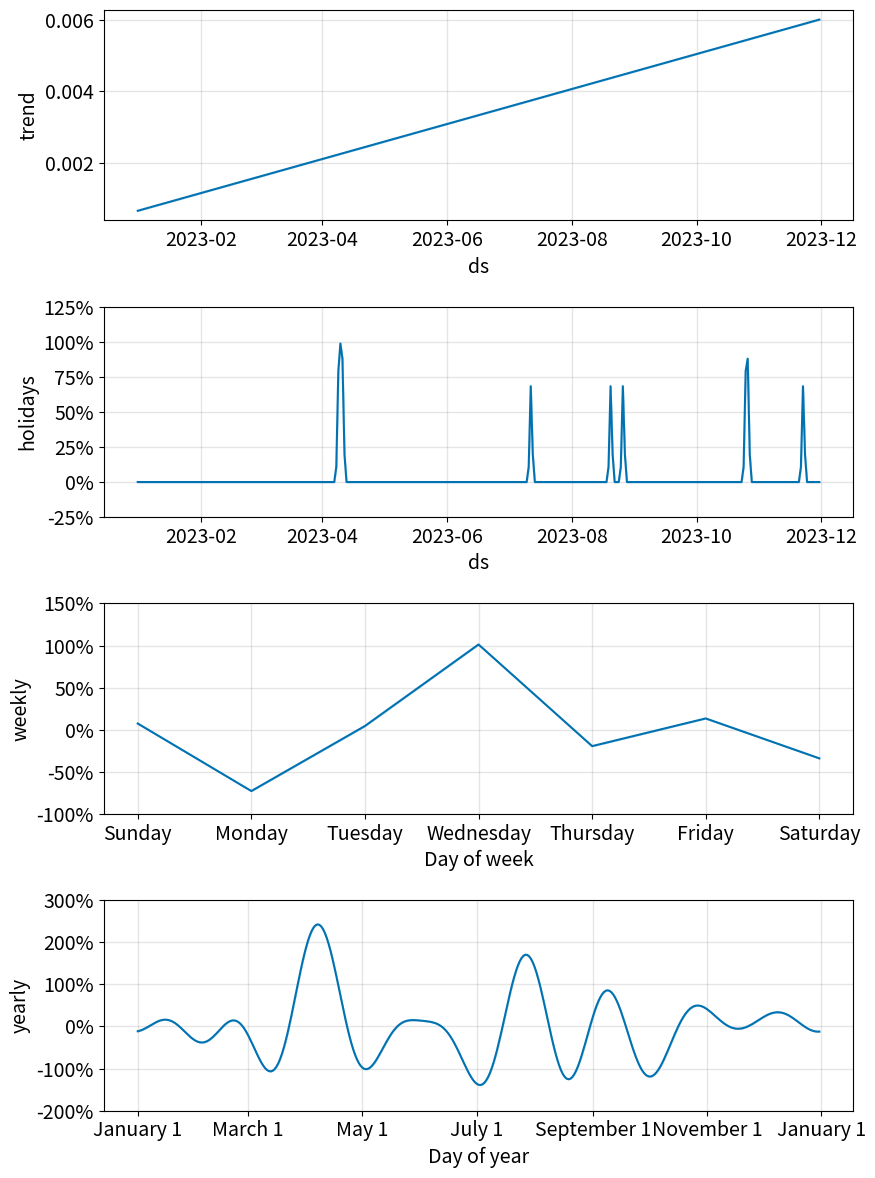 0.006
0.004
0.002
trend
2023-02 2023-04 2023-06 2023-08 2023-10 2023-12
ds
125%
100%
75%
50%
25%
0%
-25%
holidays
2023-02 2023-04 2023-06 2023-08 2023-10 2023-12
ds
150%
100%
50%
0%
-50%
-100%
weekly
Sunday Monday Tuesday Wednesday Thursday Friday Saturday
Day of week
300%
200%
100%
0%
-100%
-200%
yearly
January 1 March 1 May 1 July 1 September 1 November 1 January 1
Day of year